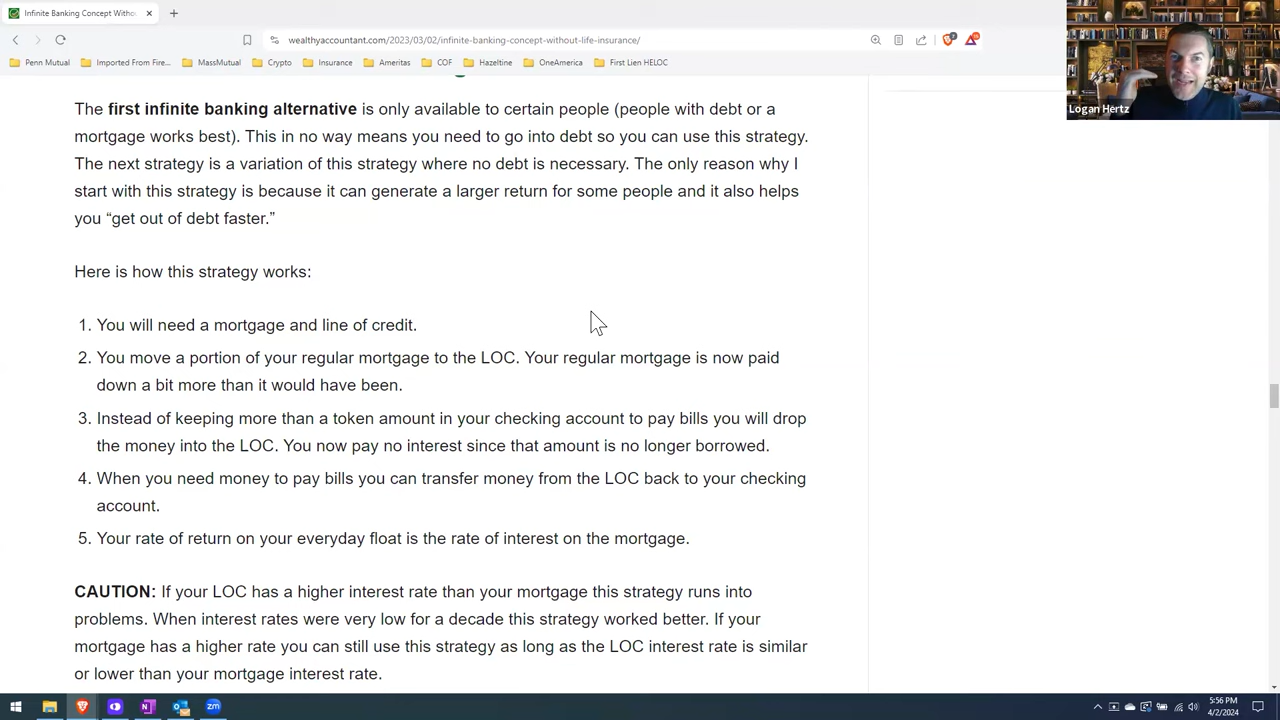 Infinite Banking Concept Witho
wealthyaccountant.com/2023/03/02/infinite-banking-concept-without-life-insurance/
Penn Mutual Imported From Fire... MassMutual Crypto Insurance Ameritas COF Hazeltine OneAmerica First Lien HELOC
Logan Hertz
The first infinite banking alternative is only available to certain people (people with debt or a
mortgage works best). This in no way means you need to go into debt so you can use this strategy.
The next strategy is a variation of this strategy where no debt is necessary. The only reason why I
start with this strategy is because it can generate a larger return for some people and it also helps
you “get out of debt faster.”
Here is how this strategy works:
1. You will need a mortgage and line of credit.
2. You move a portion of your regular mortgage to the LOC. Your regular mortgage is now paid
down a bit more than it would have been.
3. Instead of keeping more than a token amount in your checking account to pay bills you will drop
the money into the LOC. You now pay no interest since that amount is no longer borrowed.
4. When you need money to pay bills you can transfer money from the LOC back to your checking
account.
5. Your rate of return on your everyday float is the rate of interest on the mortgage.
CAUTION: If your LOC has a higher interest rate than your mortgage this strategy runs into
problems. When interest rates were very low for a decade this strategy worked better. If your
mortgage has a higher rate you can still use this strategy as long as the LOC interest rate is similar
or lower than your mortgage interest rate.
5:56 PM
4/2/2024